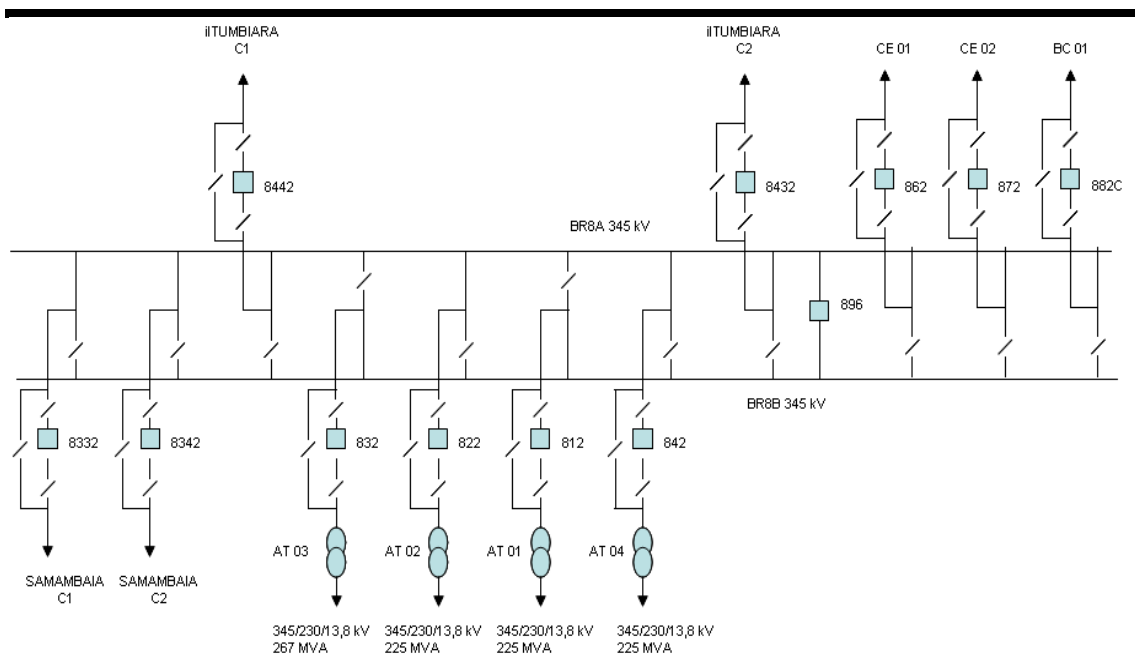 iITUMBIARA
C1
iITUMBIARA
C2
CE 01
CE 02
BC 01
8442
8432
862
872
882C
BR8A 345 kV
896
BR8B 345 kV
8332
8342
832
822
812
842
AT 03
AT 02
AT 01
AT 04
SAMAMBAIA
C1
SAMAMBAIA
C2
345/230/13,8 kV
267 MVA
345/230/13,8 kV
225 MVA
345/230/13,8 kV
225 MVA
345/230/13,8 kV
225 MVA